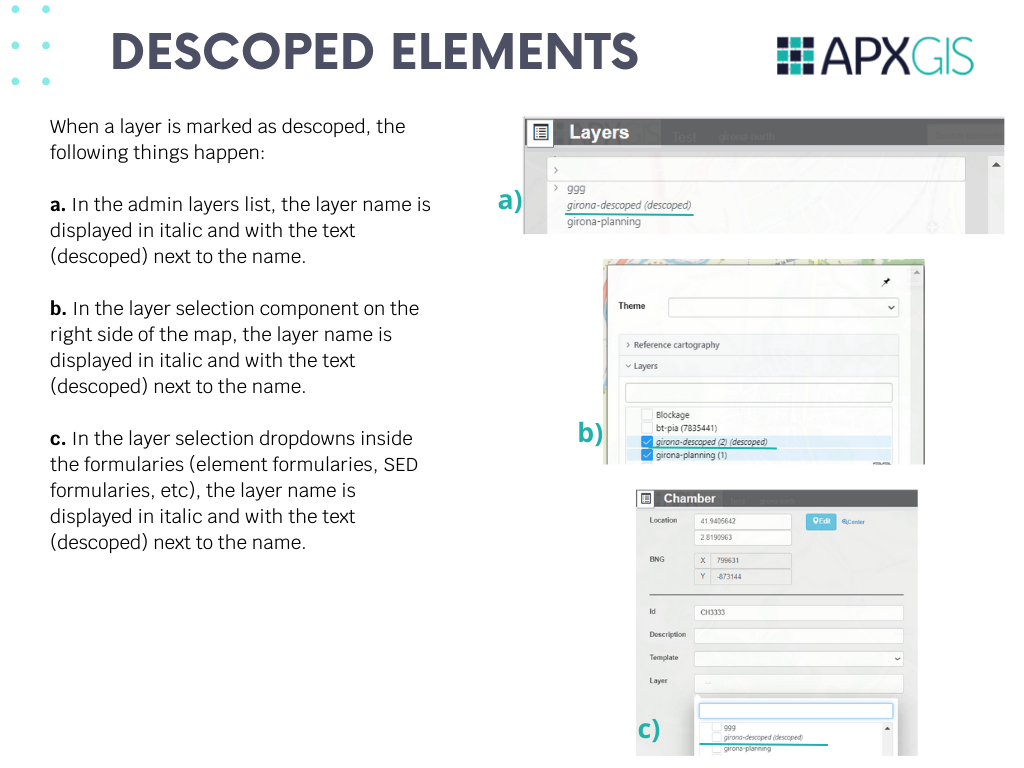 DESCOPED ELEMENTS
APXGIS
When a layer is marked as descoped, the
following things happen:
a. In the admin layers list, the layer name is
displayed in italic and with the text
(descoped) next to the name.
b. In the layer selection component on the
right side of the map, the layer name is
displayed in italic and with the text
(descoped) next to the name.
c. In the layer selection dropdowns inside
the formularies (element formularies, SED
formularies, etc), the layer name is
displayed in italic and with the text
(descoped) next to the name.
Layers
Test
a)
ggg
girona-descoped (descoped)
girona-planning
Theme
Reference cartography
Layers
Blockage
bt-pia (7835441)
b)
girona-descoped (2) (descoped)
girona-planning (1)
Chamber
Location 41.9405642 Edit Center
2.8190963
BNG X 799631
Y -873144
Id CH3333
Description
Template
Layer
c)
ggg
girona-descoped (descoped)
girona-planning